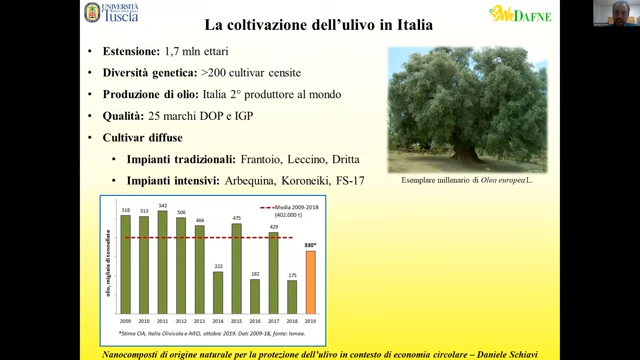 UNIVERSITÀ
DEGLI STUDI DELLA
Tuscia
La coltivazione dell'ulivo in Italia
DAFNE
• Estensione: 1,7 mln ettari
• Diversità genetica: >200 cultivar censite
• Produzione di olio: Italia 2° produttore al mondo
• Qualità: 25 marchi DOP e IGP
• Cultivar diffuse
• Impianti tradizionali: Frantoio, Leccino, Dritta
• Impianti intensivi: Arbequina, Koroneiki, FS-17
Esemplare millenario di Olea europea L.
olio, migliaia di tonnellate
518 513 542 506 464 222 475 182 429 175 330*
Media 2009-2018
(402.000 t)
2009 2010 2011 2012 2013 2014 2015 2016 2017 2018 2019
*Stima CIA, Italia Olivicola e AIFO, ottobre 2019. Dati 2009-18, fonte: Ismea.
Nanocomposti di origine naturale per la protezione dell'ulivo in contesto di economia circolare – Daniele Schiavi